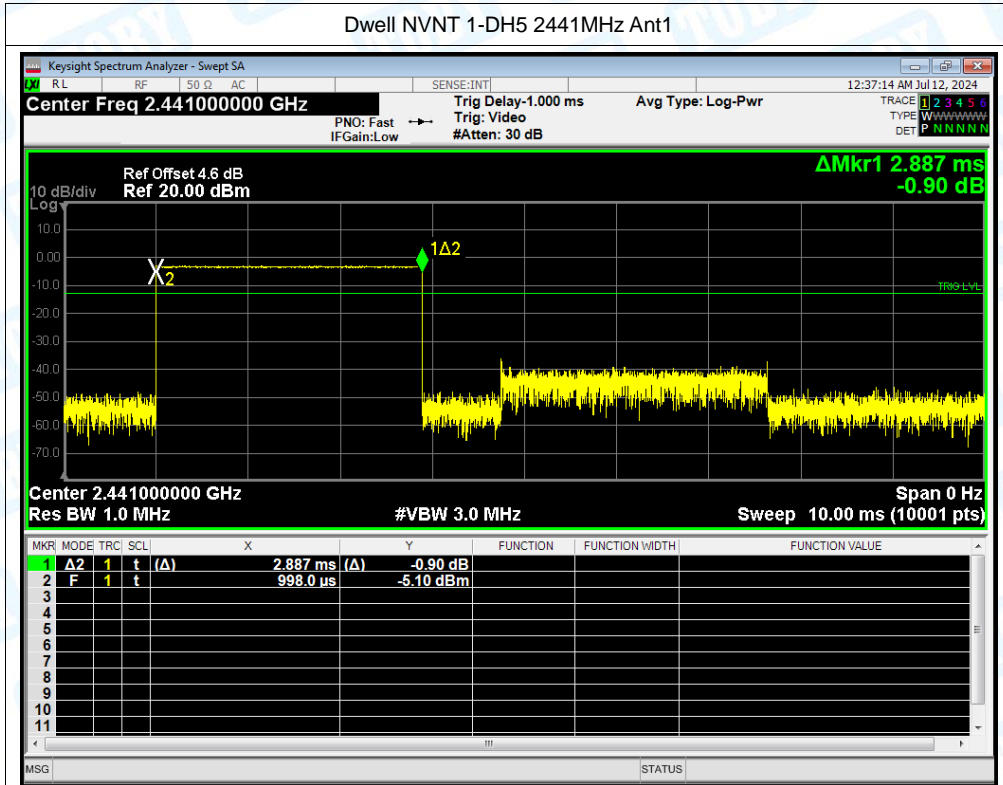 Dwell NVNT 1-DH5 2441MHz Ant1
Keysight Spectrum Analyzer - Swept SA
LXI RL RF 50 Ω AC SENSE:INT 12:37:14 AM Jul 12, 2024
Center Freq 2.441000000 GHz Trig Delay-1.000 ms Avg Type: Log-Pwr TRACE 1 2 3 4 5 6
PNO: Fast Trig: Video TYPE WWWWWW
IFGain:Low #Atten: 30 dB DET P N N N N N
ΔMkr1 2.887 ms
Ref Offset 4.6 dB
10 dB/div Ref 20.00 dBm -0.90 dB
Log
10.0
0.00 1Δ2
X2
-10.0 TRIG LVL
-20.0
-30.0
-40.0
-50.0
-60.0
-70.0
Center 2.441000000 GHz Span 0 Hz
Res BW 1.0 MHz #VBW 3.0 MHz Sweep 10.00 ms (10001 pts)
MKR MODE TRC SCL X Y FUNCTION FUNCTION WIDTH FUNCTION VALUE
1 Δ2 1 t (Δ) 2.887 ms (Δ) -0.90 dB
2 F 1 t 998.0 µs -5.10 dBm
3
4
5
6
7
8
9
10
11
MSG STATUS